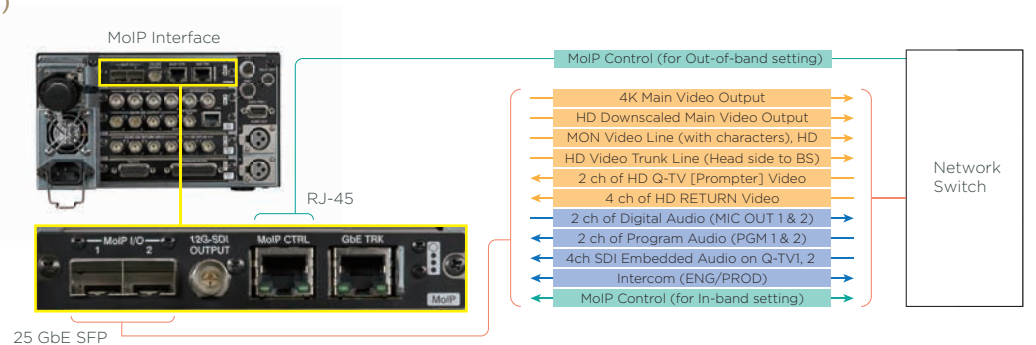 )
MoIP Interface
RJ-45
MoIP I/O
1 2
12G-SDI
OUTPUT
MoIP CTRL
GbE TRK
MoIP
25 GbE SFP
MoIP Control (for Out-of-band setting)
4K Main Video Output
HD Downscaled Main Video Output
MON Video Line (with characters), HD
HD Video Trunk Line (Head side to BS)
2 ch of HD Q-TV [Prompter] Video
4 ch of HD RETURN Video
2 ch of Digital Audio (MIC OUT 1 & 2)
2 ch of Program Audio (PGM 1 & 2)
4ch SDI Embedded Audio on Q-TV1, 2
Intercom (ENG/PROD)
MoIP Control (for In-band setting)
Network
Switch